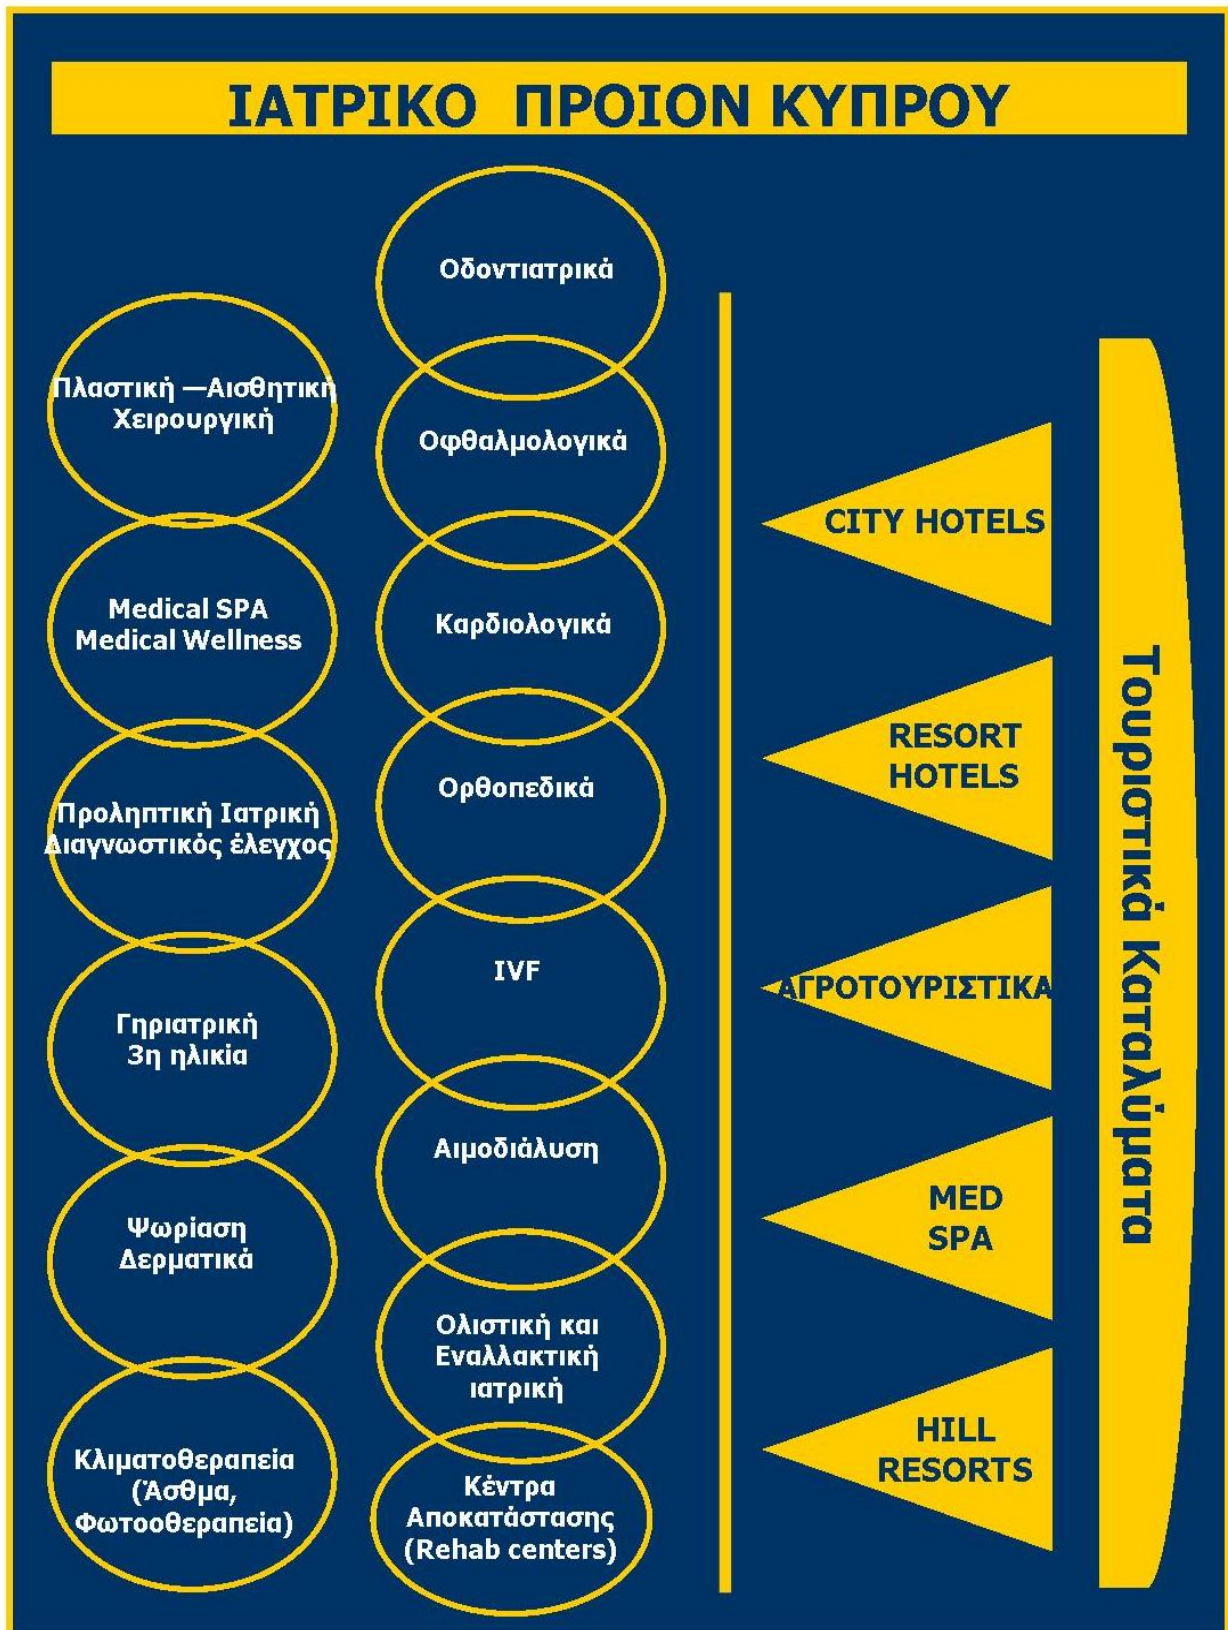 ΙΑΤΡΙΚΟ ΠΡΟΙΟΝ ΚΥΠΡΟΥ
Πλαστική —Αισθητική
Χειρουργική
Medical SPA
Medical Wellness
Προληπτική Ιατρική
Διαγνωστικός έλεγχος
Γηριατρική
3η ηλικία
Ψωρίαση
Δερματικά
Κλιματοθεραπεία
(Άσθμα,
Φωτοοθεραπεία)
Οδοντιατρικά
Οφθαλμολογικά
Καρδιολογικά
Ορθοπεδικά
IVF
Αιμοδιάλυση
Ολιστική και
Εναλλακτική
ιατρική
Κέντρα
Αποκατάστασης
(Rehab centers)
CITY HOTELS
RESORT
HOTELS
ΑΓΡΟΤΟΥΡΙΣΤΙΚΑ
MED
SPA
HILL
RESORTS
Τουριστικά Καταλύματα